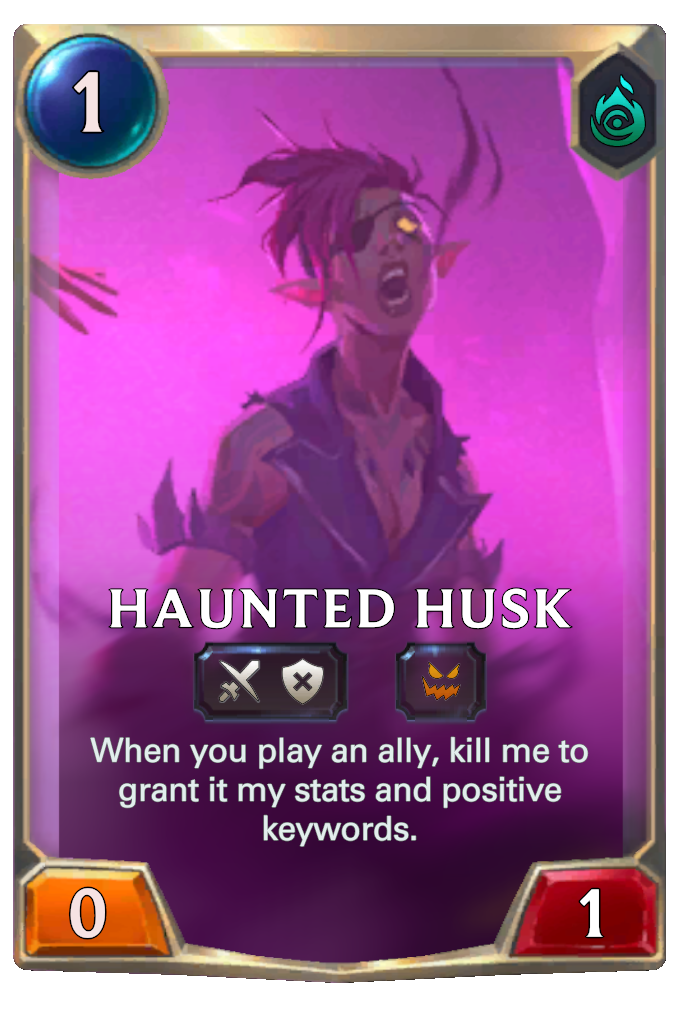 1
HAUNTED HUSK
When you play an ally, kill me to
grant it my stats and positive
keywords.
0
1